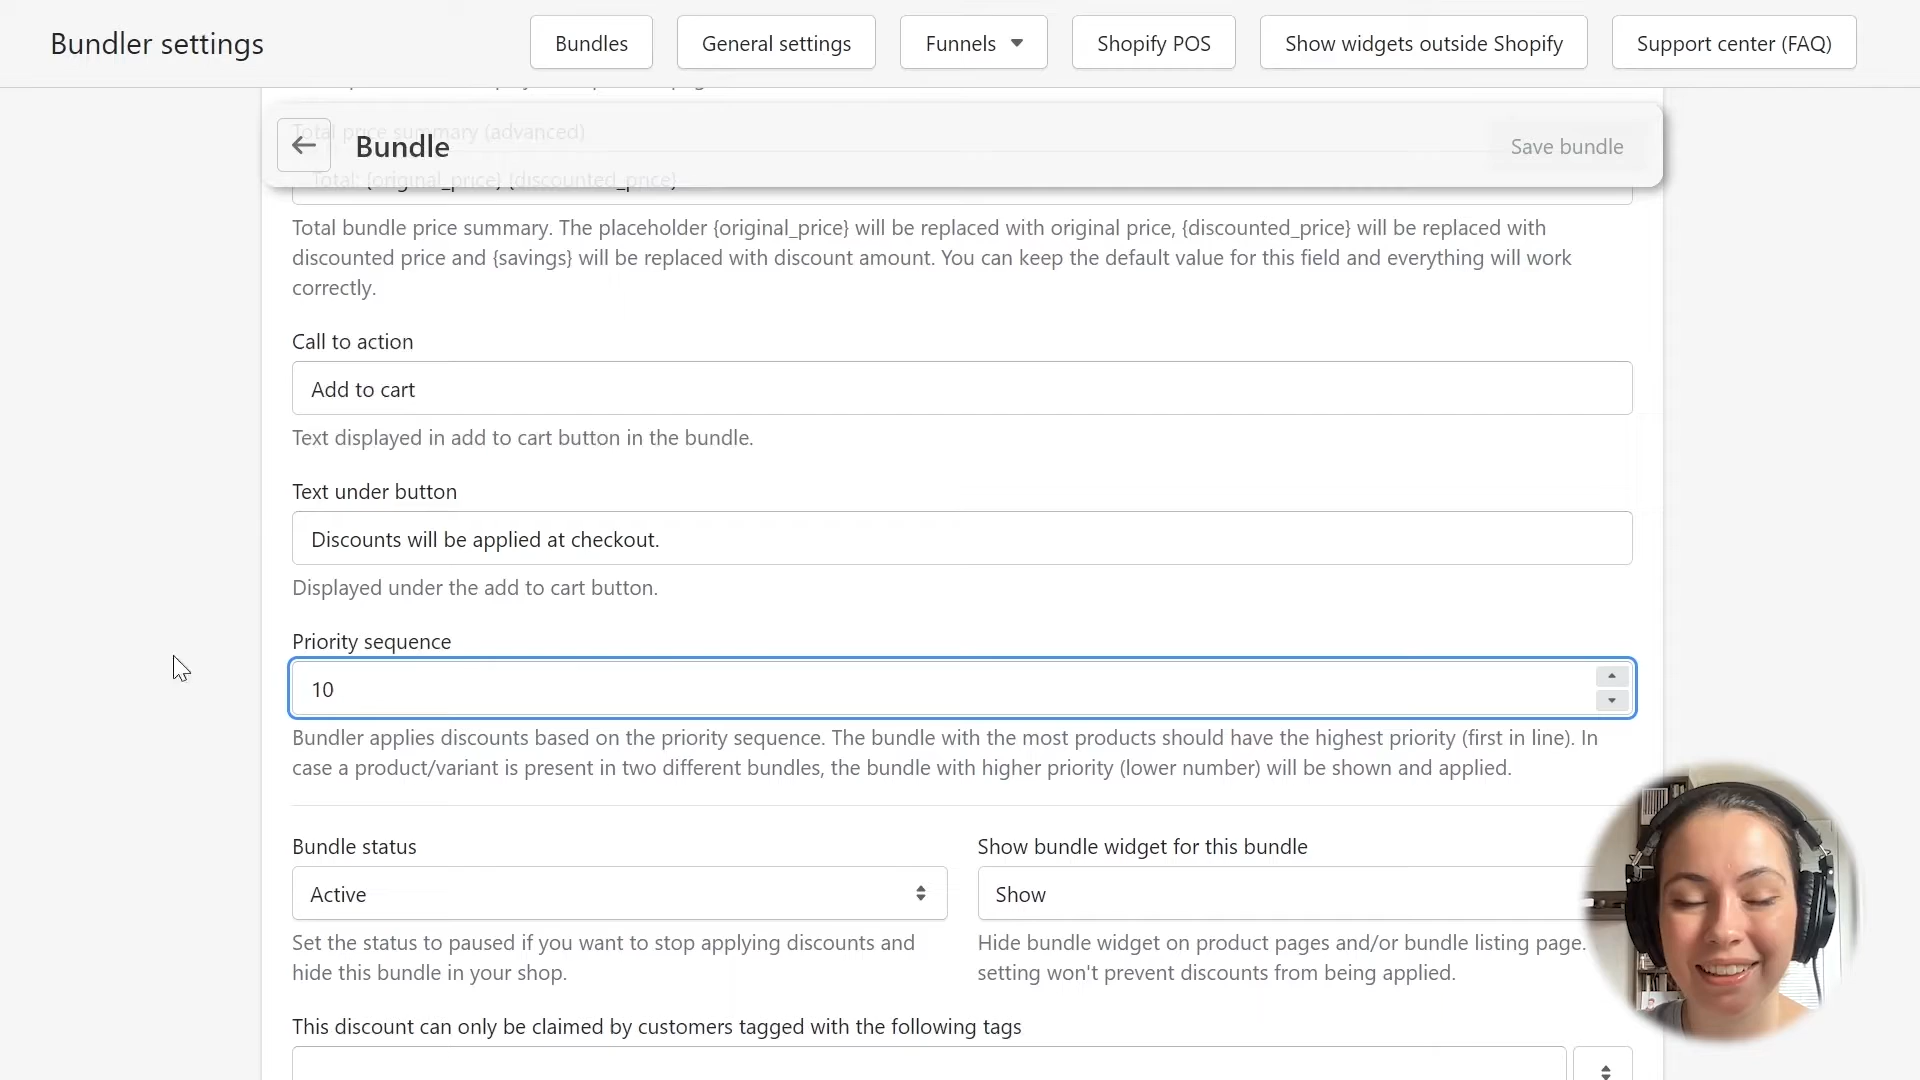 Bundler settings
Bundles
General settings
Funnels
Shopify POS
Show widgets outside Shopify
Support center (FAQ)
Total price summary (advanced)
Bundle
Save bundle
Total: {original_price} {discounted_price}
Total bundle price summary. The placeholder {original_price} will be replaced with original price, {discounted_price} will be replaced with
discounted price and {savings} will be replaced with discount amount. You can keep the default value for this field and everything will work
correctly.
Call to action
Add to cart
Text displayed in add to cart button in the bundle.
Text under button
Discounts will be applied at checkout.
Displayed under the add to cart button.
Priority sequence
10
Bundler applies discounts based on the priority sequence. The bundle with the most products should have the highest priority (first in line). In
case a product/variant is present in two different bundles, the bundle with higher priority (lower number) will be shown and applied.
Bundle status
Show bundle widget for this bundle
Active
Show
Set the status to paused if you want to stop applying discounts and
hide this bundle in your shop.
Hide bundle widget on product pages and/or bundle listing page.
setting won't prevent discounts from being applied.
This discount can only be claimed by customers tagged with the following tags